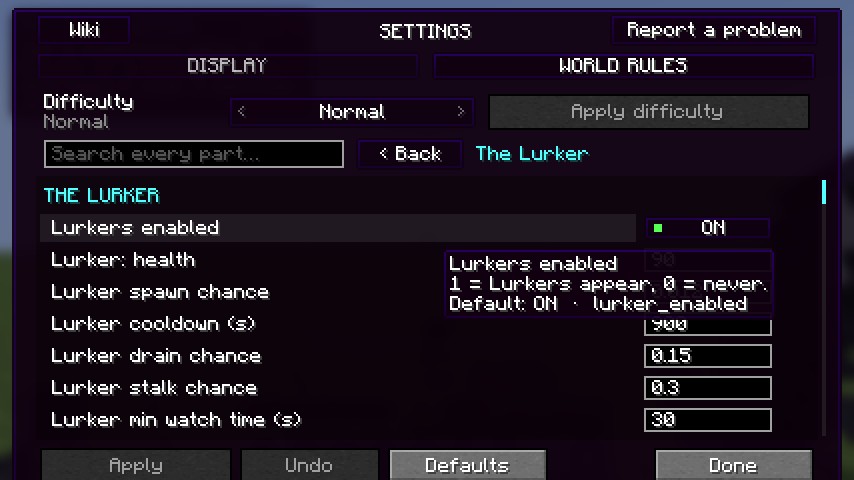 Wiki
SETTINGS
Report a problem
DISPLAY
WORLD RULES
Difficulty
Normal
< Normal >
Apply difficulty
Search every part...
< Back
The Lurker
THE LURKER
Lurkers enabled
ON
Lurker: health
90
Lurkers enabled
1 = Lurkers appear, 0 = never.
Default: ON · lurker_enabled
Lurker spawn chance
Lurker cooldown (s)
900
Lurker drain chance
0.15
Lurker stalk chance
0.3
Lurker min watch time (s)
30
Apply
Undo
Defaults
Done